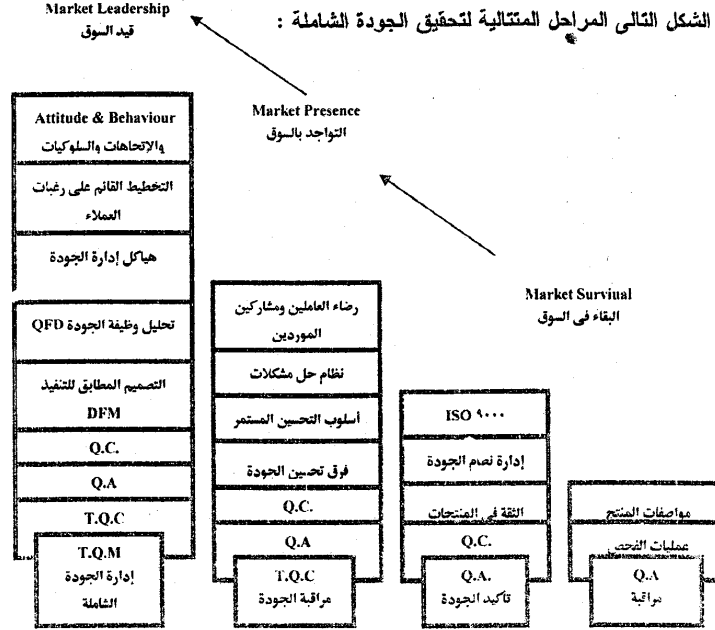 الشكل التالى المراحل المتتالية لتحقيق الجودة الشاملة :
Market Leadership
قيد السوق
Market Presence
التواجد بالسوق
Market Surviual
البقاء فى السوق
Attitude & Behaviour
والإتجاهات والسلوكيات
التخطيط القائم على رغبات
العملاء
هياكل إدارة الجودة
تحليل وظيفة الجودة QFD
التصميم المطابق للتنفيذ
DFM
Q.C.
Q.A
T.Q.C
T.Q.M
إدارة الجودة
الشاملة
رضاء العاملين ومشاركين
الموردين
نظام حل مشكلات
أسلوب التحسين المستمر
فرق تحسين الجودة
Q.C.
Q.A
T.Q.C
مراقبة الجودة
ISO ٩٠٠٠
إدارة نصم الجودة
الثقة فى المنتجات
Q.C.
Q.A.
تاكيد الجودة
مواصفات المنتج
عمليات الفحص
Q.A
مراقبة